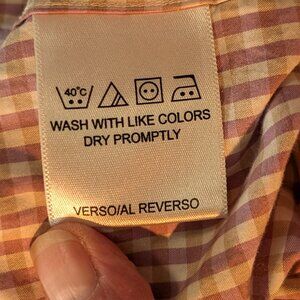 40°C
WASH WITH LIKE COLORS
DRY PROMPTLY
VERSO/AL REVERSO